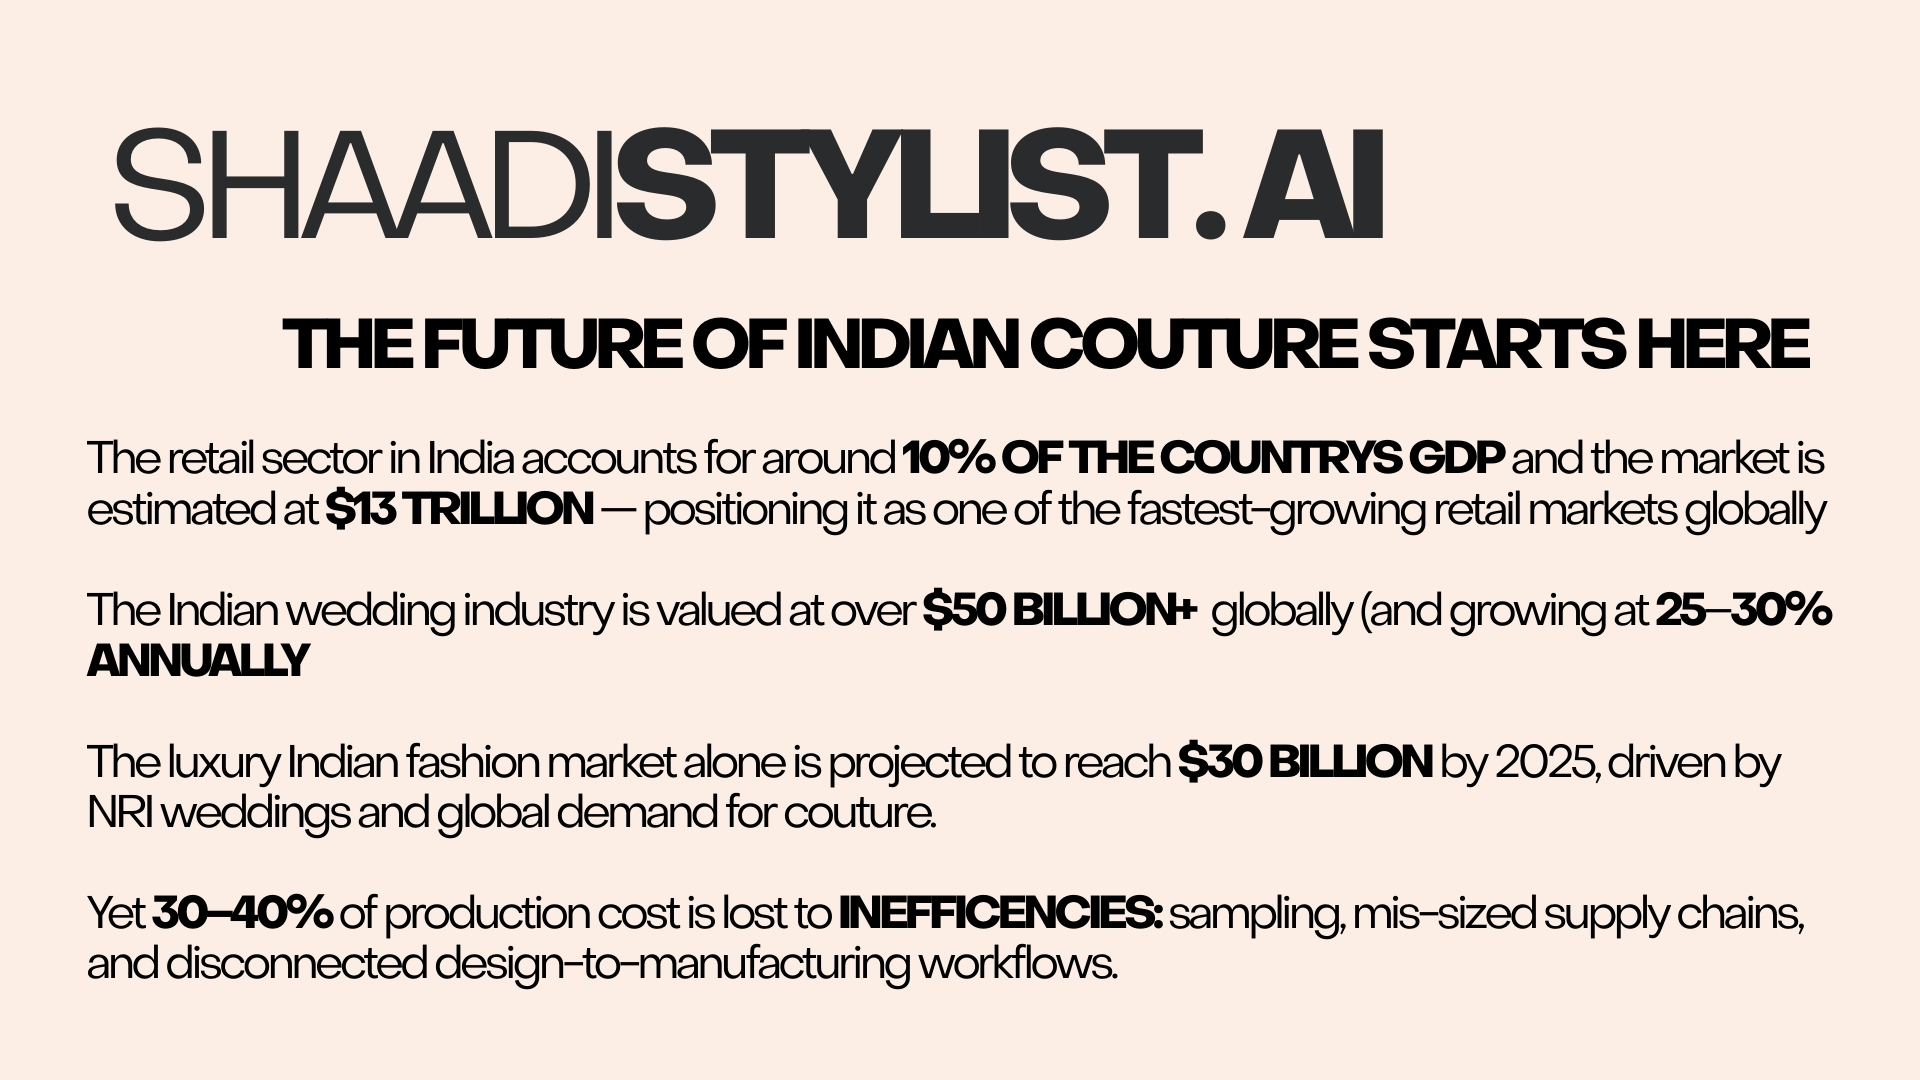 SHAADISTYLIST. AI
THE FUTURE OF INDIAN COUTURE STARTS HERE
The retail sector in India accounts for around 10% OF THE COUNTRYS GDP and the market is
estimated at $13 TRILLION — positioning it as one of the fastest-growing retail markets globally
The Indian wedding industry is valued at over $50 BILLION+ globally (and growing at 25–30%
ANNUALLY
The luxury Indian fashion market alone is projected to reach $30 BILLION by 2025, driven by
NRI weddings and global demand for couture.
Yet 30–40% of production cost is lost to INEFFICENCIES: sampling, mis-sized supply chains,
and disconnected design-to-manufacturing workflows.